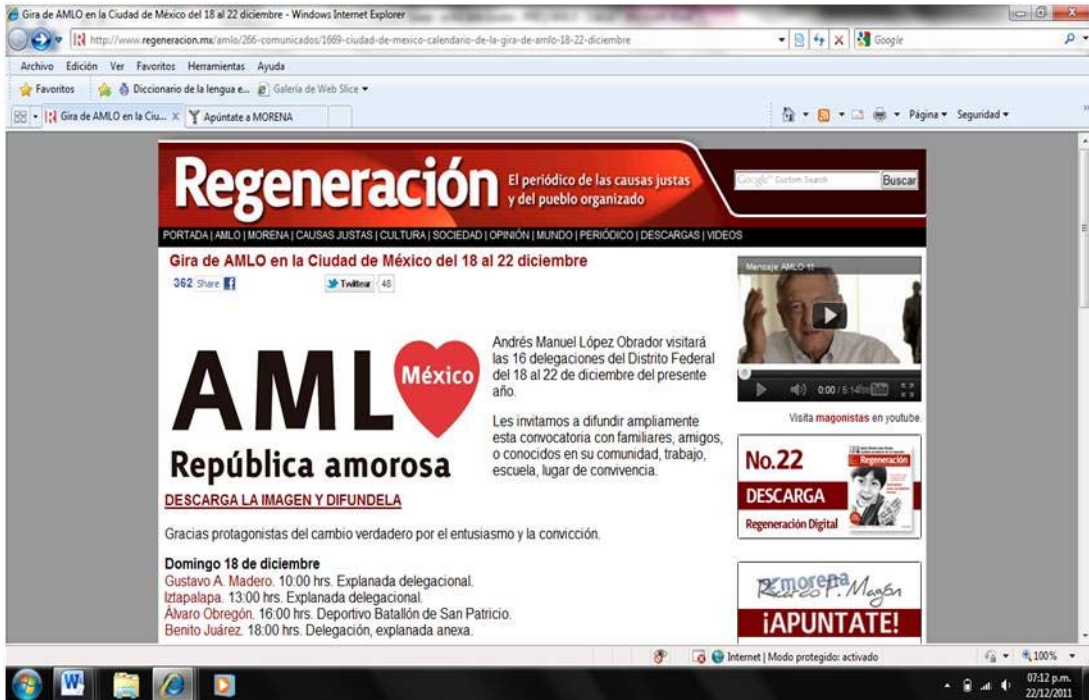 Gira de AMLO en la Ciudad de México del 18 al 22 diciembre - Windows Internet Explorer
http://www.regeneracion.mx/amlo/266-comunicados/1669-ciudad-de-mexico-calendario-de-la-gira-de-amlo-18-22-diciembre
Google
Archivo Edición Ver Favoritos Herramientas Ayuda
Favoritos Diccionario de la lengua e... Galería de Web Slice
Gira de AMLO en la Ciu... Apúntate a MORENA Página Seguridad
Regeneración
El periódico de las causas justas
y del pueblo organizado
Google Custom Search Buscar
PORTADA | AMLO | MORENA | CAUSAS JUSTAS | CULTURA | SOCIEDAD | OPINIÓN | MUNDO | PERIÓDICO | DESCARGAS | VIDEOS
Gira de AMLO en la Ciudad de México del 18 al 22 diciembre
362 Share Twittear 48
AML México
República amorosa
Andrés Manuel López Obrador visitará
las 16 delegaciones del Distrito Federal
del 18 al 22 de diciembre del presente
año.
Les invitamos a difundir ampliamente
esta convocatoria con familiares, amigos,
o conocidos en su comunidad, trabajo,
escuela, lugar de convivencia.
DESCARGA LA IMAGEN Y DIFUNDELA
Gracias protagonistas del cambio verdadero por el entusiasmo y la convicción.
Domingo 18 de diciembre
Gustavo A. Madero. 10:00 hrs. Explanada delegacional.
Iztapalapa. 13:00 hrs. Explanada delegacional.
Álvaro Obregón. 16:00 hrs. Deportivo Batallón de San Patricio.
Benito Juárez. 18:00 hrs. Delegación, explanada anexa.
Mensaje AMLO 11
0:00 / 5:14
Visita magonistas en youtube.
No.22
DESCARGA
Regeneración Digital
Regeneración
morena
Magón
¡APUNTATE!
Internet | Modo protegido: activado 100%
07:12 p.m.
22/12/2011